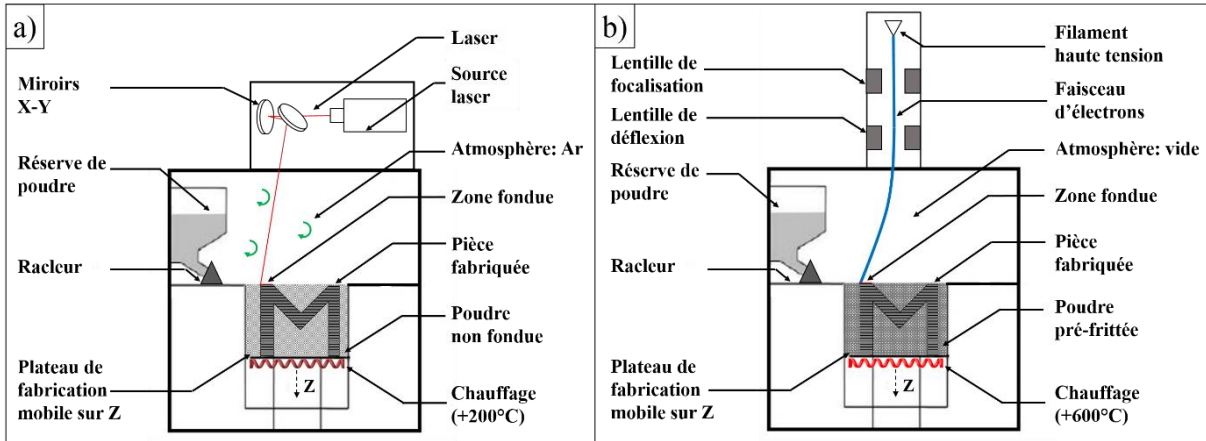 a)
Laser
Miroirs
X-Y
Source
laser
Réserve de
poudre
Atmosphère: Ar
Zone fondue
Racleur
Pièce
fabriquée
Poudre
non fondue
Plateau de
fabrication
mobile sur Z
Z
Chauffage
(+200°C)
b)
Filament
haute tension
Lentille de
focalisation
Faisceau
d'électrons
Lentille de
déflexion
Atmosphère: vide
Réserve de
poudre
Zone fondue
Racleur
Pièce
fabriquée
Poudre
pré-frittée
Plateau de
fabrication
mobile sur Z
Z
Chauffage
(+600°C)